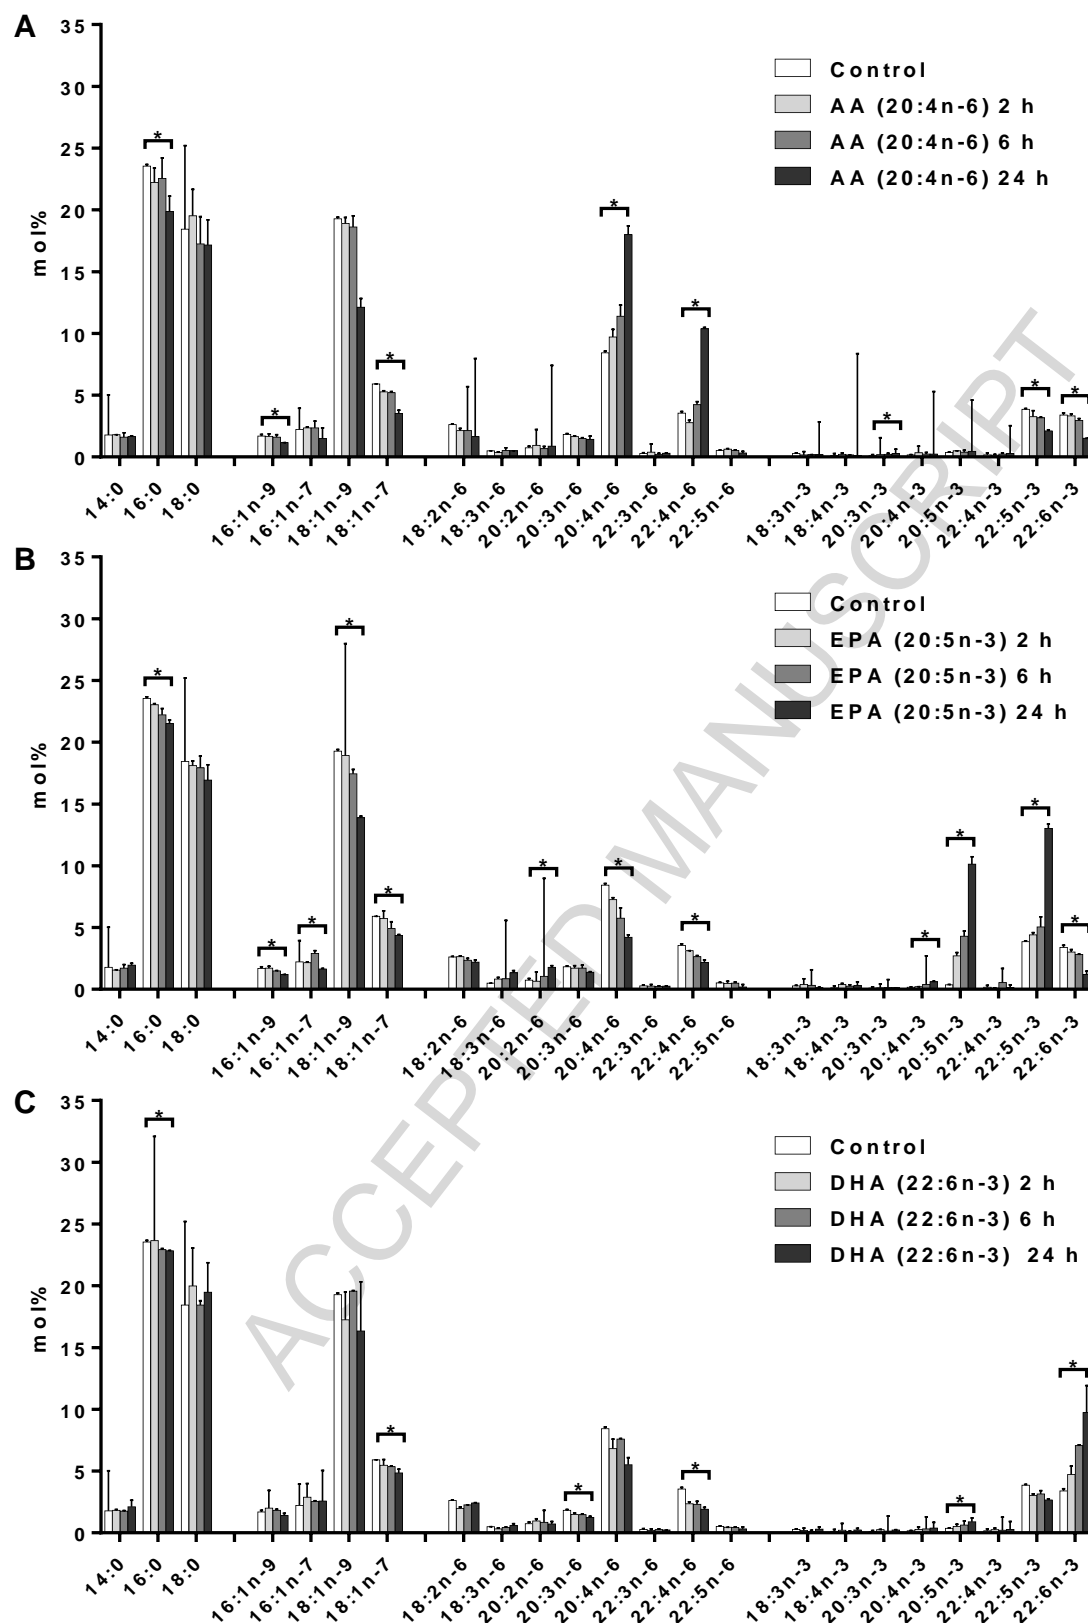 A
35
30
25
20
15
10
5
0
mol%
Control
AA (20:4n-6) 2 h
AA (20:4n-6) 6 h
AA (20:4n-6) 24 h
* * * * * * * *
14:0 16:0 18:0 16:1n-9 16:1n-7 18:1n-9 18:1n-7 18:2n-6 18:3n-6 20:2n-6 20:3n-6 20:4n-6 22:3n-6 22:4n-6 22:5n-6 18:3n-3 18:4n-3 20:3n-3 20:4n-3 20:5n-3 22:4n-3 22:5n-3 22:6n-3
B
35
30
25
20
15
10
5
0
mol%
Control
EPA (20:5n-3) 2 h
EPA (20:5n-3) 6 h
EPA (20:5n-3) 24 h
* * * * * * * * * * * *
14:0 16:0 18:0 16:1n-9 16:1n-7 18:1n-9 18:1n-7 18:2n-6 18:3n-6 20:2n-6 20:3n-6 20:4n-6 22:3n-6 22:4n-6 22:5n-6 18:3n-3 18:4n-3 20:3n-3 20:4n-3 20:5n-3 22:4n-3 22:5n-3 22:6n-3
C
35
30
25
20
15
10
5
0
mol%
Control
DHA (22:6n-3) 2 h
DHA (22:6n-3) 6 h
DHA (22:6n-3) 24 h
* * * * * *
14:0 16:0 18:0 16:1n-9 16:1n-7 18:1n-9 18:1n-7 18:2n-6 18:3n-6 20:2n-6 20:3n-6 20:4n-6 22:3n-6 22:4n-6 22:5n-6 18:3n-3 18:4n-3 20:3n-3 20:4n-3 20:5n-3 22:4n-3 22:5n-3 22:6n-3
ACCEPTED MANUSCRIPT